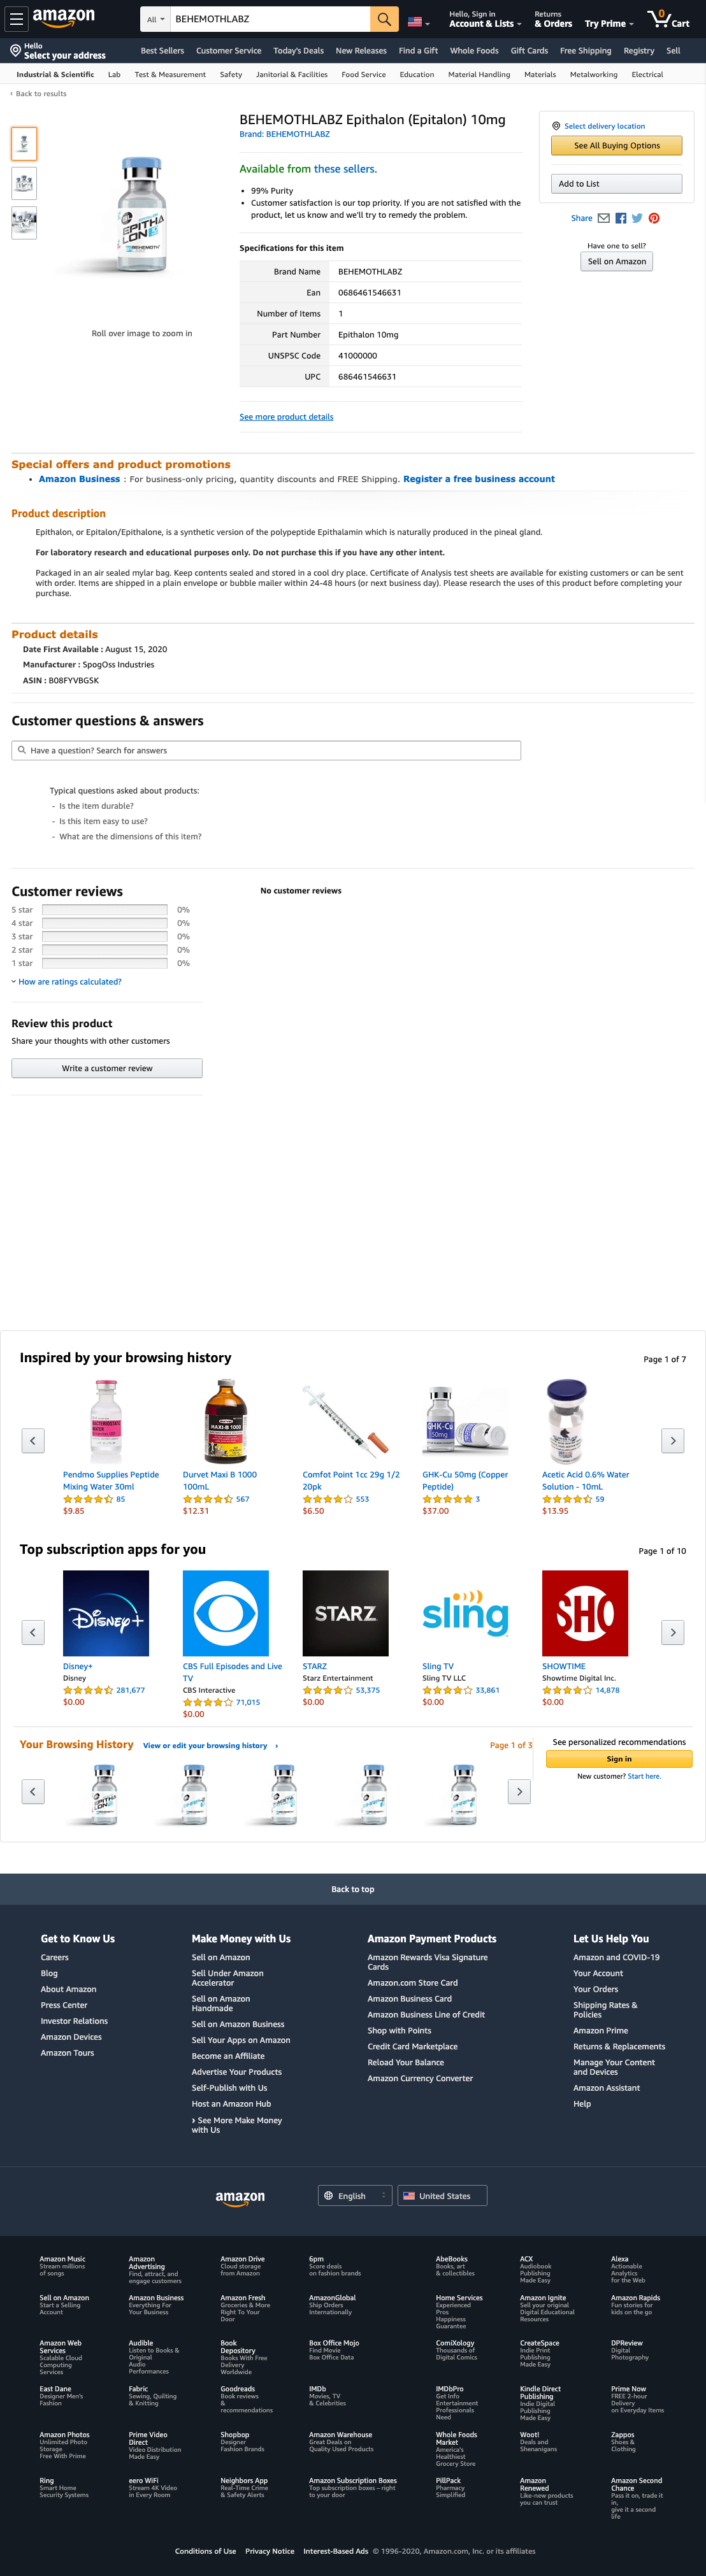 amazon
All
BEHEMOTHLABZ
Hello, Sign in
Account & Lists
Returns
& Orders
Try Prime
0
Cart
Hello
Select your address
Best Sellers Customer Service Today's Deals New Releases Find a Gift Whole Foods Gift Cards Free Shipping Registry Sell
Industrial & Scientific Lab Test & Measurement Safety Janitorial & Facilities Food Service Education Material Handling Materials Metalworking Electrical
‹ Back to results
EPITHA
LON
BEHEMOTH
Roll over image to zoom in
BEHEMOTHLABZ Epithalon (Epitalon) 10mg
Brand: BEHEMOTHLABZ
Available from these sellers.
• 99% Purity
• Customer satisfaction is our top priority. If you are not satisfied with the
product, let us know and we'll try to remedy the problem.
Specifications for this item
Brand Name BEHEMOTHLABZ
Ean 0686461546631
Number of Items 1
Part Number Epithalon 10mg
UNSPSC Code 41000000
UPC 686461546631
See more product details
Select delivery location
See All Buying Options
Add to List
Share
Have one to sell?
Sell on Amazon
Special offers and product promotions
• Amazon Business : For business-only pricing, quantity discounts and FREE Shipping. Register a free business account
Product description
Epithalon, or Epitalon/Epithalone, is a synthetic version of the polypeptide Epithalamin which is naturally produced in the pineal gland.
For laboratory research and educational purposes only. Do not purchase this if you have any other intent.
Packaged in an air sealed mylar bag. Keep contents sealed and stored in a cool dry place. Certificate of Analysis test sheets are available for existing customers or can be sent
with order. Items are shipped in a plain envelope or bubble mailer within 24-48 hours (or next business day). Please research the uses of this product before completing your
purchase.
Product details
Date First Available : August 15, 2020
Manufacturer : SpogOss Industries
ASIN : B08FYVBGSK
Customer questions & answers
Have a question? Search for answers
Typical questions asked about products:
- Is the item durable?
- Is this item easy to use?
- What are the dimensions of this item?
Customer reviews
5 star 0%
4 star 0%
3 star 0%
2 star 0%
1 star 0%
How are ratings calculated?
No customer reviews
Review this product
Share your thoughts with other customers
Write a customer review
Inspired by your browsing history
Page 1 of 7
Pendmo Supplies Peptide
Mixing Water 30ml
85
$9.85
MAXI-B 1000
Durvet Maxi B 1000
100mL
567
$12.31
Comfot Point 1cc 29g 1/2
20pk
553
$6.50
GHK-Cu
50mg
GHK-Cu 50mg (Copper
Peptide)
3
$37.00
Acetic Acid 0.6% Water
Solution - 10mL
59
$13.95
Top subscription apps for you
Page 1 of 10
Disney+
Disney+
Disney
281,677
$0.00
CBS Full Episodes and Live
TV
CBS Interactive
71,015
$0.00
STARZ
STARZ
Starz Entertainment
53,375
$0.00
sling
Sling TV
Sling TV LLC
33,861
$0.00
SHO
SHOWTIME
Showtime Digital Inc.
14,878
$0.00
Your Browsing History
View or edit your browsing history ›
Page 1 of 3
EPITHA
LON
See personalized recommendations
Sign in
New customer? Start here.
Back to top
Get to Know Us
Careers
Blog
About Amazon
Press Center
Investor Relations
Amazon Devices
Amazon Tours
Make Money with Us
Sell on Amazon
Sell Under Amazon
Accelerator
Sell on Amazon
Handmade
Sell on Amazon Business
Sell Your Apps on Amazon
Become an Affiliate
Advertise Your Products
Self-Publish with Us
Host an Amazon Hub
› See More Make Money
with Us
Amazon Payment Products
Amazon Rewards Visa Signature
Cards
Amazon.com Store Card
Amazon Business Card
Amazon Business Line of Credit
Shop with Points
Credit Card Marketplace
Reload Your Balance
Amazon Currency Converter
Let Us Help You
Amazon and COVID-19
Your Account
Your Orders
Shipping Rates &
Policies
Amazon Prime
Returns & Replacements
Manage Your Content
and Devices
Amazon Assistant
Help
amazon
English
United States
Amazon Music
Stream millions
of songs
Amazon
Advertising
Find, attract, and
engage customers
Amazon Drive
Cloud storage
from Amazon
6pm
Score deals
on fashion brands
AbeBooks
Books, art
& collectibles
ACX
Audiobook
Publishing
Made Easy
Alexa
Actionable
Analytics
for the Web
Sell on Amazon
Start a Selling
Account
Amazon Business
Everything For
Your Business
Amazon Fresh
Groceries & More
Right To Your
Door
AmazonGlobal
Ship Orders
Internationally
Home Services
Experienced
Pros
Happiness
Guarantee
Amazon Ignite
Sell your original
Digital Educational
Resources
Amazon Rapids
Fun stories for
kids on the go
Amazon Web
Services
Scalable Cloud
Computing
Services
Audible
Listen to Books &
Original
Audio
Performances
Book
Depository
Books With Free
Delivery
Worldwide
Box Office Mojo
Find Movie
Box Office Data
ComiXology
Thousands of
Digital Comics
CreateSpace
Indie Print
Publishing
Made Easy
DPReview
Digital
Photography
East Dane
Designer Men's
Fashion
Fabric
Sewing, Quilting
& Knitting
Goodreads
Book reviews
&
recommendations
IMDb
Movies, TV
& Celebrities
IMDbPro
Get Info
Entertainment
Professionals
Need
Kindle Direct
Publishing
Indie Digital
Publishing
Made Easy
Prime Now
FREE 2-hour
Delivery
on Everyday Items
Amazon Photos
Unlimited Photo
Storage
Free With Prime
Prime Video
Direct
Video Distribution
Made Easy
Shopbop
Designer
Fashion Brands
Amazon Warehouse
Great Deals on
Quality Used Products
Whole Foods
Market
America's
Healthiest
Grocery Store
Woot!
Deals and
Shenanigans
Zappos
Shoes &
Clothing
Ring
Smart Home
Security Systems
eero WiFi
Stream 4K Video
in Every Room
Neighbors App
Real-Time Crime
& Safety Alerts
Amazon Subscription Boxes
Top subscription boxes – right
to your door
PillPack
Pharmacy
Simplified
Amazon
Renewed
Like-new products
you can trust
Amazon Second
Chance
Pass it on, trade it
in,
give it a second
life
Conditions of Use Privacy Notice Interest-Based Ads © 1996-2020, Amazon.com, Inc. or its affiliates